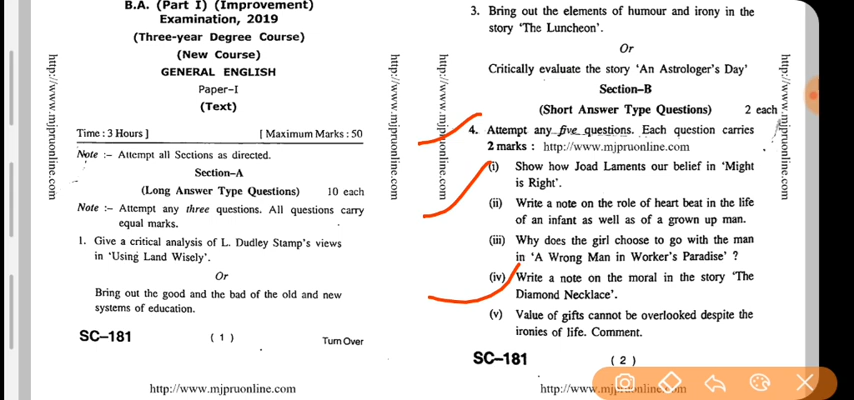 B.A. (Part I) (Improvement)
Examination, 2019
(Three-year Degree Course)
(New Course)
GENERAL ENGLISH
Paper-I
(Text)
Time : 3 Hours ] [ Maximum Marks : 50
Note :– Attempt all Sections as directed.
Section–A
(Long Answer Type Questions) 10 each
Note :– Attempt any three questions. All questions carry
equal marks.
1. Give a critical analysis of L. Dudley Stamp's views
in 'Using Land Wisely'.
Or
Bring out the good and the bad of the old and new
systems of education.
SC–181 ( 1 ) Turn Over
http://www.mjpruonline.com
http://www.mjpruonline.com
http://www.mjpruonline.com
3. Bring out the elements of humour and irony in the
story 'The Luncheon'.
Or
Critically evaluate the story 'An Astrologer's Day'
Section–B
(Short Answer Type Questions) 2 each
4. Attempt any five questions. Each question carries
2 marks : http://www.mjpruonline.com
(i) Show how Joad Laments our belief in 'Might
is Right'.
(ii) Write a note on the role of heart beat in the life
of an infant as well as of a grown up man.
(iii) Why does the girl choose to go with the man
in 'A Wrong Man in Worker's Paradise' ?
(iv) Write a note on the moral in the story 'The
Diamond Necklace'.
(v) Value of gifts cannot be overlooked despite the
ironies of life. Comment.
SC–181 ( 2 )
http://www.mjpruonline.com
http://www.mjpruonline.com
http://www.mjpruonline.com